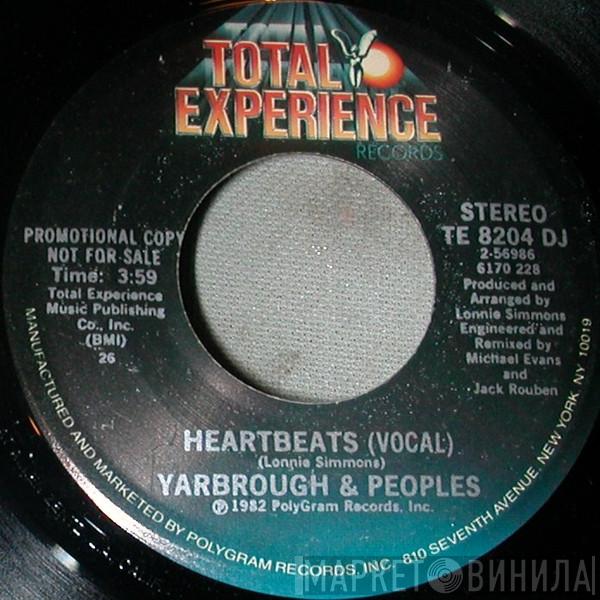 TOTAL
EXPERIENCE
RECORDS
PROMOTIONAL COPY
NOT FOR SALE
Time: 3:59
Total Experience
Music Publishing
Co., Inc.
(BMI)
26
STEREO
TE 8204 DJ
2-56986
6170 228
Produced and
Arranged by
Lonnie Simmons
Engineered and
Remixed by
Michael Evans
and
Jack Rouben
HEARTBEATS (VOCAL)
(Lonnie Simmons)
YARBROUGH & PEOPLES
℗ 1982 PolyGram Records, Inc.
MANUFACTURED AND MARKETED BY POLYGRAM RECORDS, INC. 810 SEVENTH AVENUE, NEW YORK, NY 10019
МАРКЕТ ВИНИЛА